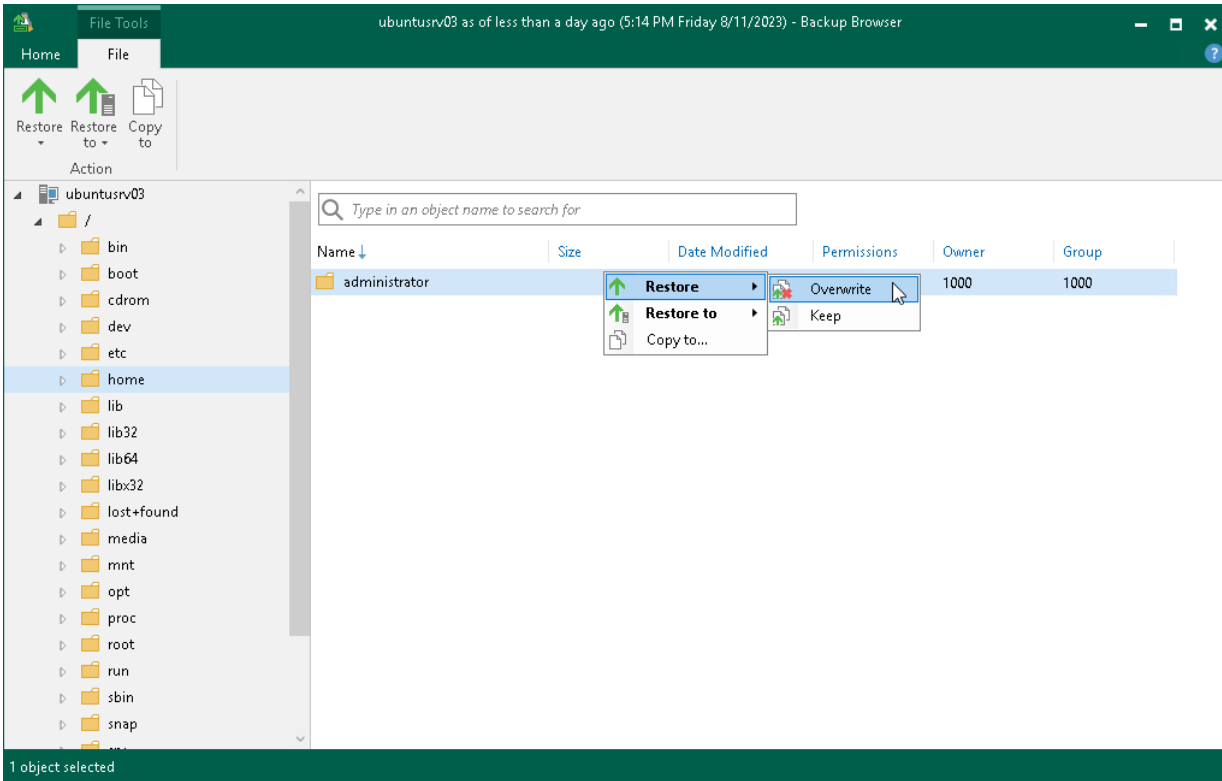 File Tools
ubuntusrv03 as of less than a day ago (5:14 PM Friday 8/11/2023) - Backup Browser
Home File
?
Restore Restore to Copy to
Action
ubuntusrv03
/
bin
boot
cdrom
dev
etc
home
lib
lib32
lib64
libx32
lost+found
media
mnt
opt
proc
root
run
sbin
snap
Type in an object name to search for
Name Size Date Modified Permissions Owner Group
administrator 1000 1000
Restore
Restore to
Copy to...
Overwrite
Keep
1 object selected